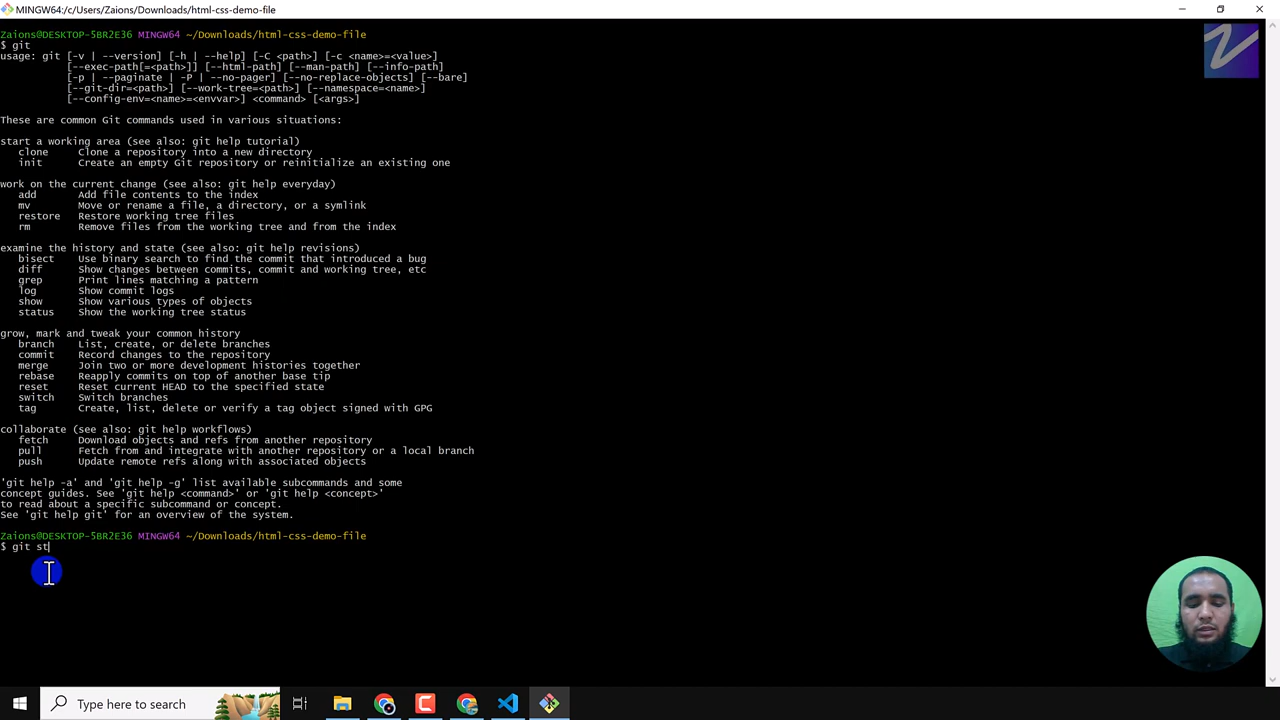 MINGW64:/c/Users/Zaions/Downloads/html-css-demo-file
Zaions@DESKTOP-5BR2E36 MINGW64 ~/Downloads/html-css-demo-file
$ git
usage: git [-v | --version] [-h | --help] [-C <path>] [-c <name>=<value>]
[--exec-path[=<path>]] [--html-path] [--man-path] [--info-path]
[-p | --paginate | -P | --no-pager] [--no-replace-objects] [--bare]
[--git-dir=<path>] [--work-tree=<path>] [--namespace=<name>]
[--config-env=<name>=<envvar>] <command> [<args>]
These are common Git commands used in various situations:
start a working area (see also: git help tutorial)
clone Clone a repository into a new directory
init Create an empty Git repository or reinitialize an existing one
work on the current change (see also: git help everyday)
add Add file contents to the index
mv Move or rename a file, a directory, or a symlink
restore Restore working tree files
rm Remove files from the working tree and from the index
examine the history and state (see also: git help revisions)
bisect Use binary search to find the commit that introduced a bug
diff Show changes between commits, commit and working tree, etc
grep Print lines matching a pattern
log Show commit logs
show Show various types of objects
status Show the working tree status
grow, mark and tweak your common history
branch List, create, or delete branches
commit Record changes to the repository
merge Join two or more development histories together
rebase Reapply commits on top of another base tip
reset Reset current HEAD to the specified state
switch Switch branches
tag Create, list, delete or verify a tag object signed with GPG
collaborate (see also: git help workflows)
fetch Download objects and refs from another repository
pull Fetch from and integrate with another repository or a local branch
push Update remote refs along with associated objects
'git help -a' and 'git help -g' list available subcommands and some
concept guides. See 'git help <command>' or 'git help <concept>'
to read about a specific subcommand or concept.
See 'git help git' for an overview of the system.
Zaions@DESKTOP-5BR2E36 MINGW64 ~/Downloads/html-css-demo-file
$ git st
Type here to search